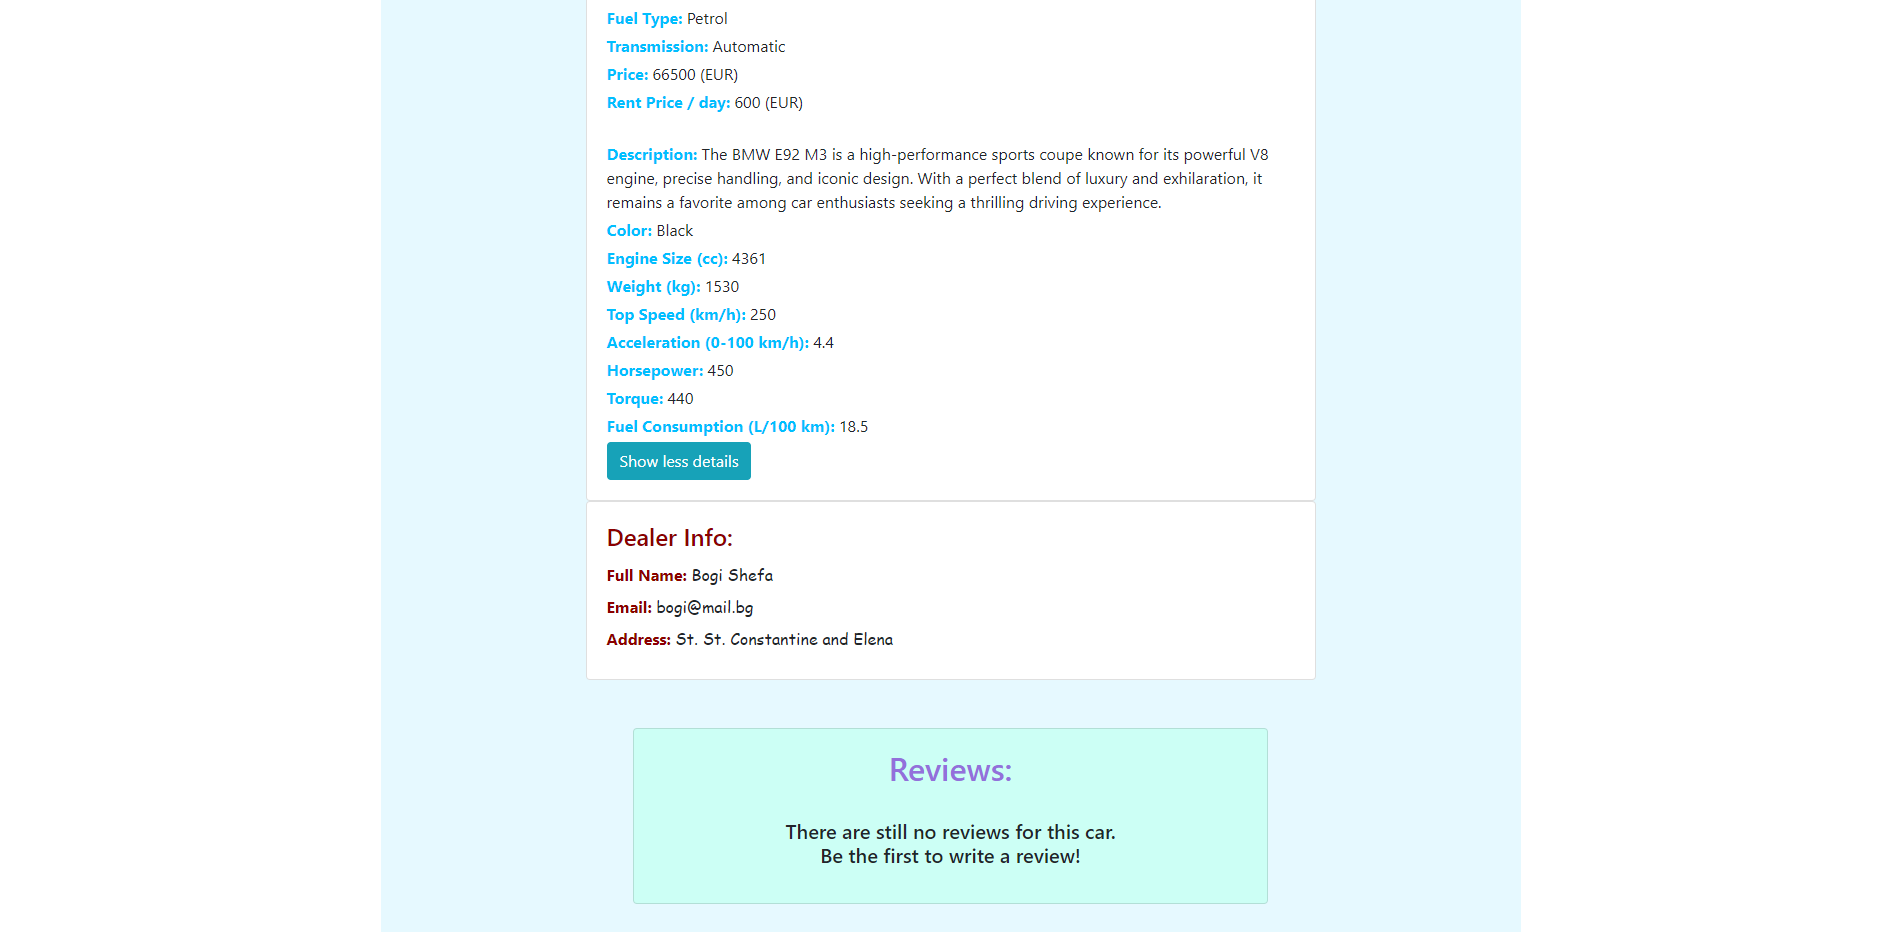 Fuel Type: Petrol
Transmission: Automatic
Price: 66500 (EUR)
Rent Price / day: 600 (EUR)
Description: The BMW E92 M3 is a high-performance sports coupe known for its powerful V8
engine, precise handling, and iconic design. With a perfect blend of luxury and exhilaration, it
remains a favorite among car enthusiasts seeking a thrilling driving experience.
Color: Black
Engine Size (cc): 4361
Weight (kg): 1530
Top Speed (km/h): 250
Acceleration (0-100 km/h): 4.4
Horsepower: 450
Torque: 440
Fuel Consumption (L/100 km): 18.5
Show less details
Dealer Info:
Full Name: Bogi Shefa
Email: bogi@mail.bg
Address: St. St. Constantine and Elena
Reviews:
There are still no reviews for this car.
Be the first to write a review!